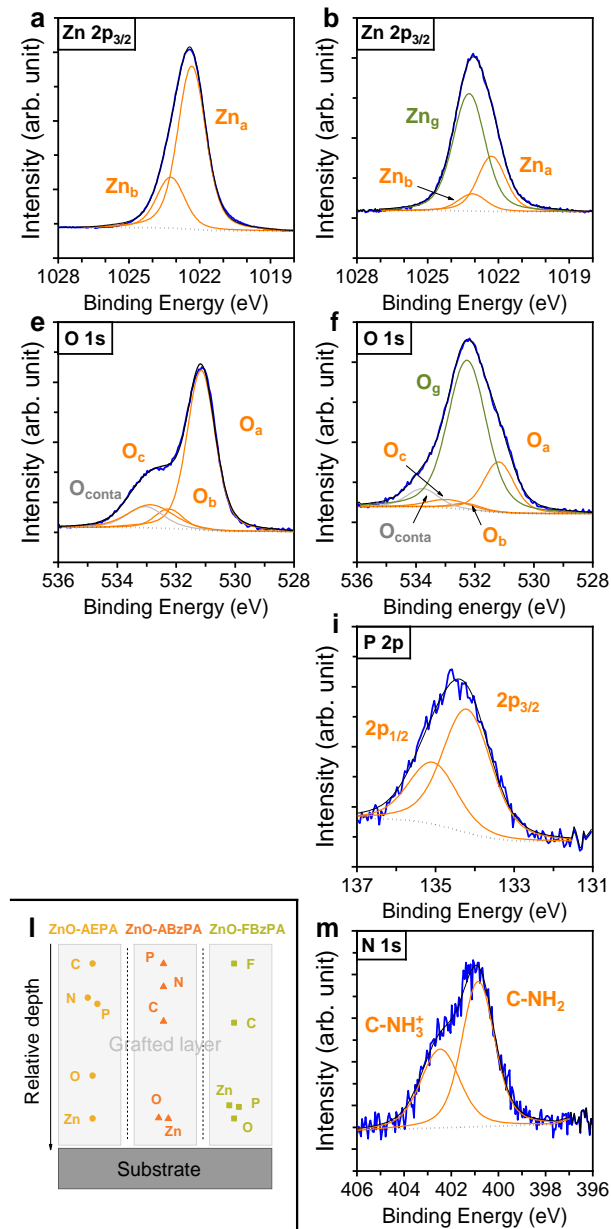 a
Zn 2p3/2
Zna
Znb
Intensity (arb. unit)
1028 1025 1022 1019
Binding Energy (eV)
b
Zn 2p3/2
Zng
Znb
Zna
Intensity (arb. unit)
1028 1025 1022 1019
Binding Energy (eV)
e
O 1s
Oa
Oc
Oconta
Ob
Intensity (arb. unit)
536 534 532 530 528
Binding Energy (eV)
f
O 1s
Og
Oa
Oc
Oconta
Ob
Intensity (arb. unit)
536 534 532 530 528
Binding energy (eV)
i
P 2p
2p3/2
2p1/2
Intensity (arb. unit)
137 135 133 131
Binding Energy (eV)
l
ZnO-AEPA ZnO-ABzPA ZnO-FBzPA
Relative depth
C
N
P
O
Zn
P
N
C
O
Zn
F
C
Zn
P
O
Grafted layer
Substrate
m
N 1s
C-NH2
C-NH3+
Intensity (arb. unit)
406 404 402 400 398 396
Binding Energy (eV)